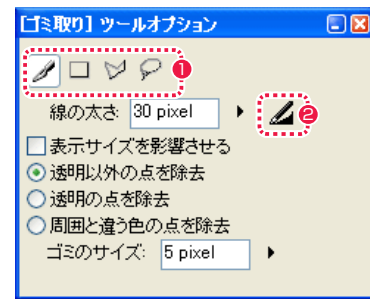 [ゴミ取り] ツールオプション
1
線の太さ: 30 pixel
2
表示サイズを影響させる
透明以外の点を除去
透明の点を除去
周囲と違う色の点を除去
ゴミのサイズ: 5 pixel